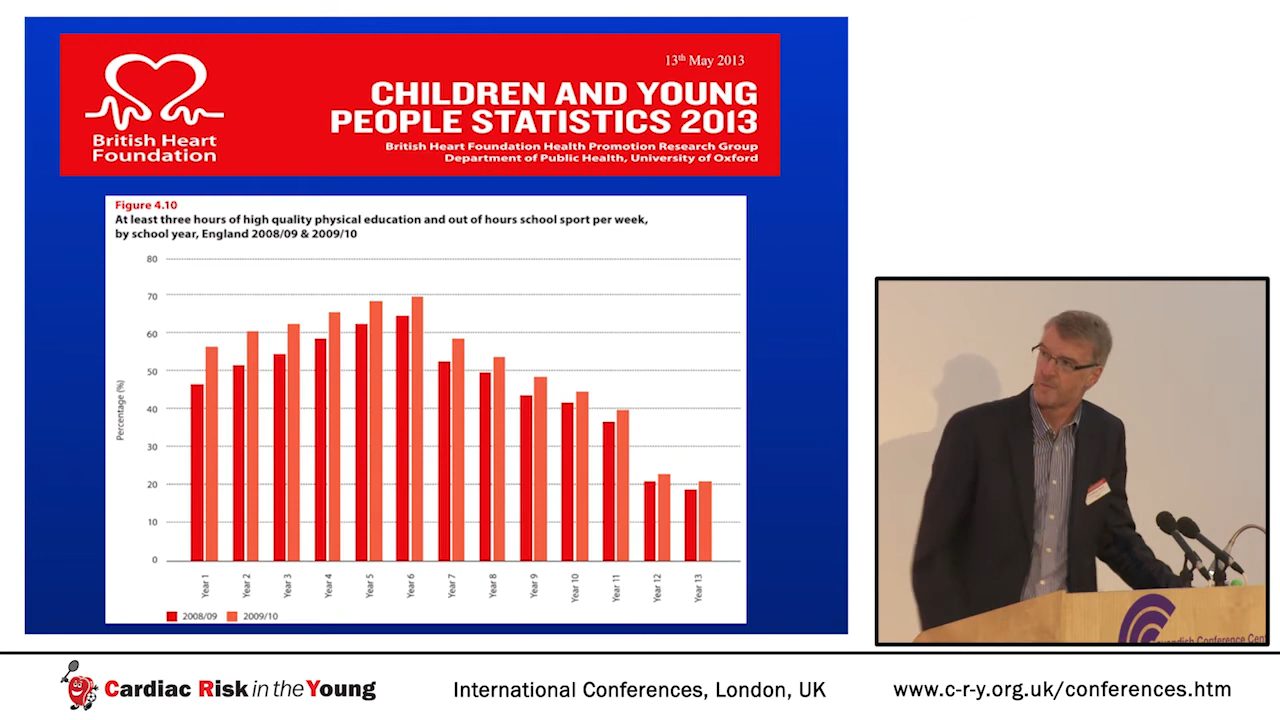 13th May 2013
CHILDREN AND YOUNG
PEOPLE STATISTICS 2013
British Heart
Foundation
British Heart Foundation Health Promotion Research Group
Department of Public Health, University of Oxford
Figure 4.10
At least three hours of high quality physical education and out of hours school sport per week,
by school year, England 2008/09 & 2009/10
Percentage (%)
80
70
60
50
40
30
20
10
0
Year 1
Year 2
Year 3
Year 4
Year 5
Year 6
Year 7
Year 8
Year 9
Year 10
Year 11
Year 12
Year 13
2008/09
2009/10
Conference
Cardiac Risk in the Young
International Conferences, London, UK
www.c-r-y.org.uk/conferences.htm